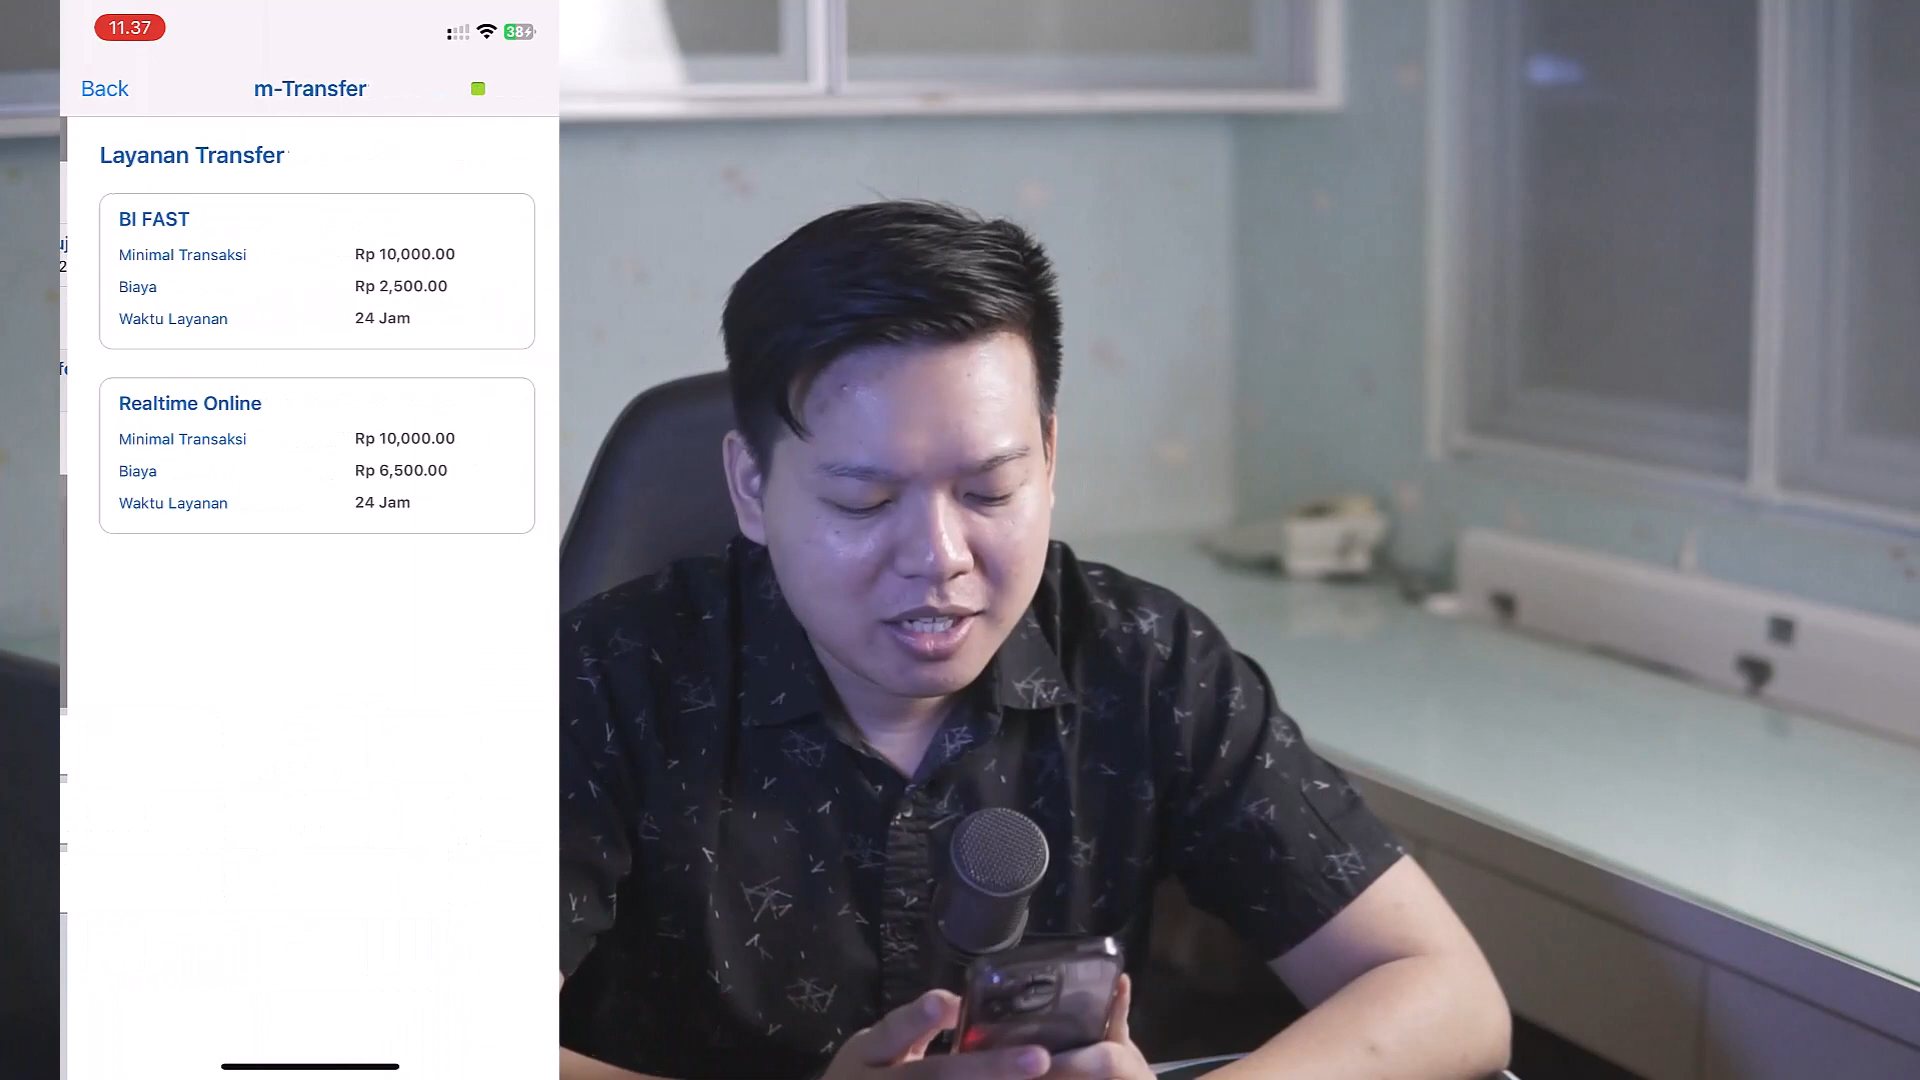 11.37
38
Back
m-Transfer
Layanan Transfer
BI FAST
Minimal Transaksi Rp 10,000.00
Biaya Rp 2,500.00
Waktu Layanan 24 Jam
Realtime Online
Minimal Transaksi Rp 10,000.00
Biaya Rp 6,500.00
Waktu Layanan 24 Jam